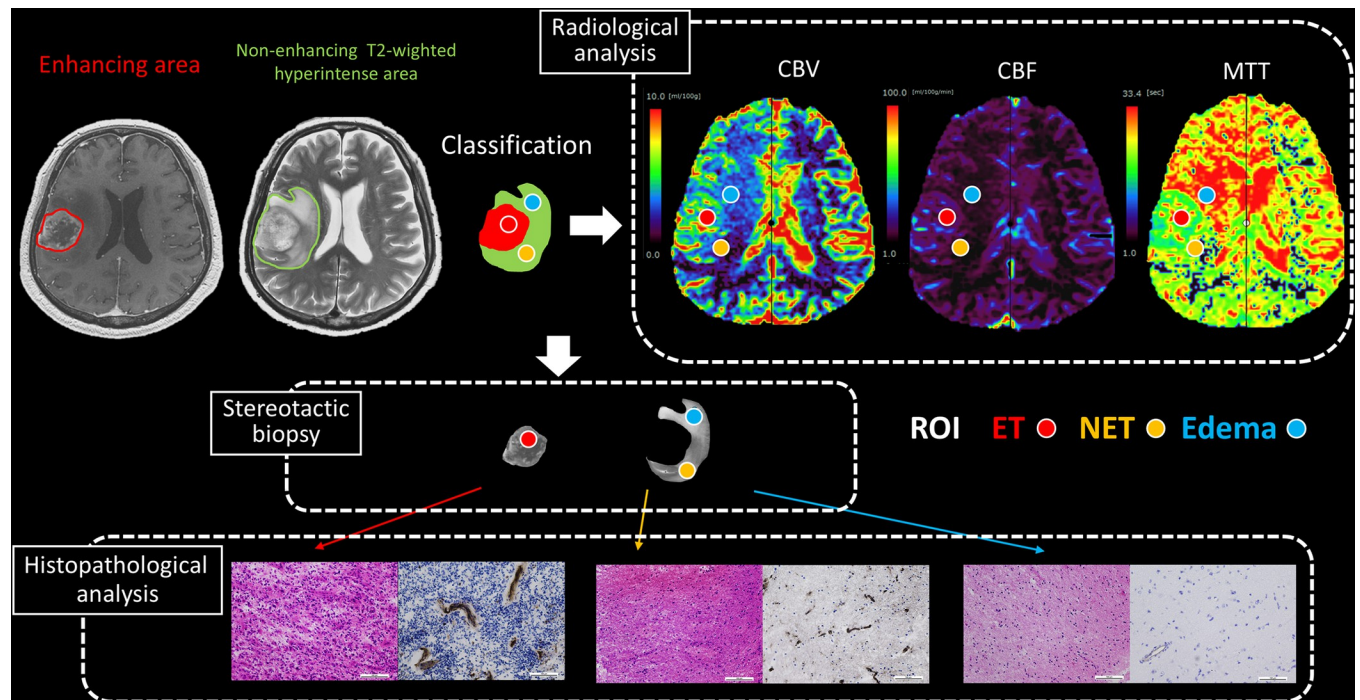 Enhancing area
Non-enhancing T2-wighted
hyperintense area
Classification
Radiological
analysis
CBV
CBF
MTT
10.0 [ml/100g]
0.0
100.0 [ml/100g/min]
1.0
33.4 [sec]
1.0
Stereotactic
biopsy
ROI ET NET Edema
Histopathological
analysis